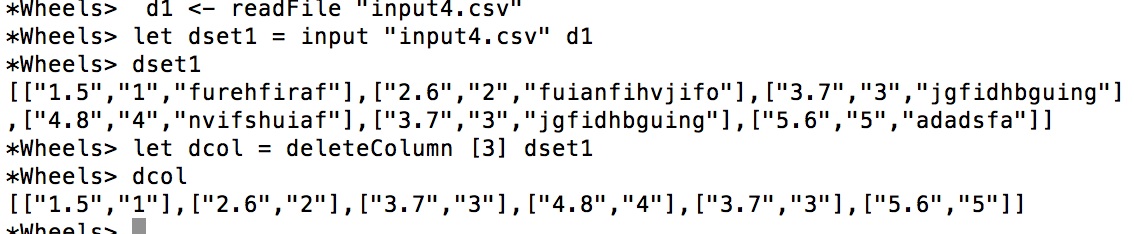 *Wheels>  d1 <- readFile "input4.csv"
*Wheels> let dset1 = input "input4.csv" d1
*Wheels> dset1
[["1.5","1","furehfiraf"],["2.6","2","fuianfihvjifo"],["3.7","3","jgfidhbguing"]
,["4.8","4","nvifshuiaf"],["3.7","3","jgfidhbguing"],["5.6","5","adadsfa"]]
*Wheels> let dcol = deleteColumn [3] dset1
*Wheels> dcol
[["1.5","1"],["2.6","2"],["3.7","3"],["4.8","4"],["3.7","3"],["5.6","5"]]
*Wheels>